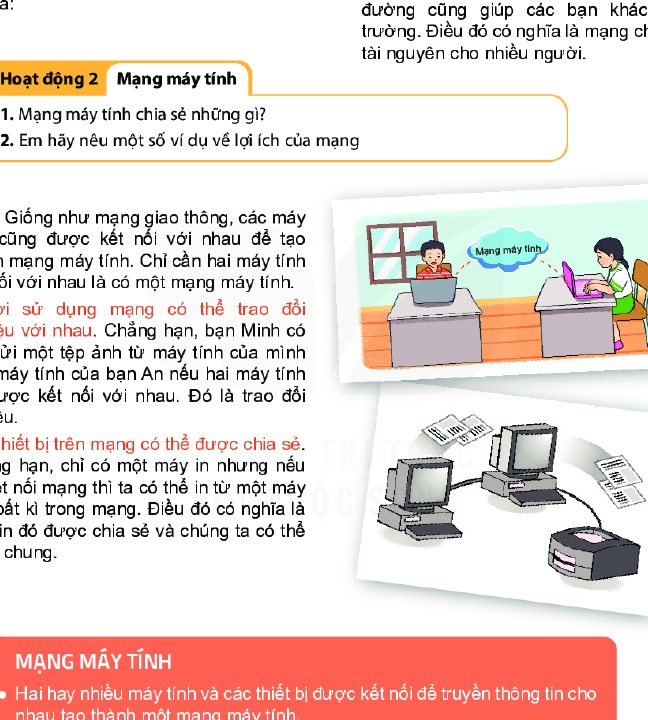 a:
đường cũng giúp các bạn khác
trường. Điều đó có nghĩa là mạng
tài nguyên cho nhiều người.
Hoạt động 2 Mạng máy tính
1. Mạng máy tính chia sẻ những gì?
2. Em hãy nêu một số ví dụ về lợi ích của mạng
Giống như mạng giao thông, các máy
cũng được kết nối với nhau để tạo
mạng máy tính. Chỉ cần hai máy tính
với nhau là có một mạng máy tính.
sử dụng mạng có thể trao đổi
với nhau. Chẳng hạn, bạn Minh có
một tệp ảnh từ máy tính của mình
máy tính của bạn An nếu hai máy tính
kết nối với nhau. Đó là trao đổi
trên mạng có thể được chia sẻ.
hạn, chỉ có một máy in nhưng nếu
nối mạng thì ta có thể in từ một máy
kì trong mạng. Điều đó có nghĩa là
in đó được chia sẻ và chúng ta có thể
chung.
Mạng máy tính
MẠNG MÁY TÍNH
• Hai hay nhiều máy tính và các thiết bị được kết nối để truyền thông tin cho
nhau tạo thành một mạng máy tính.